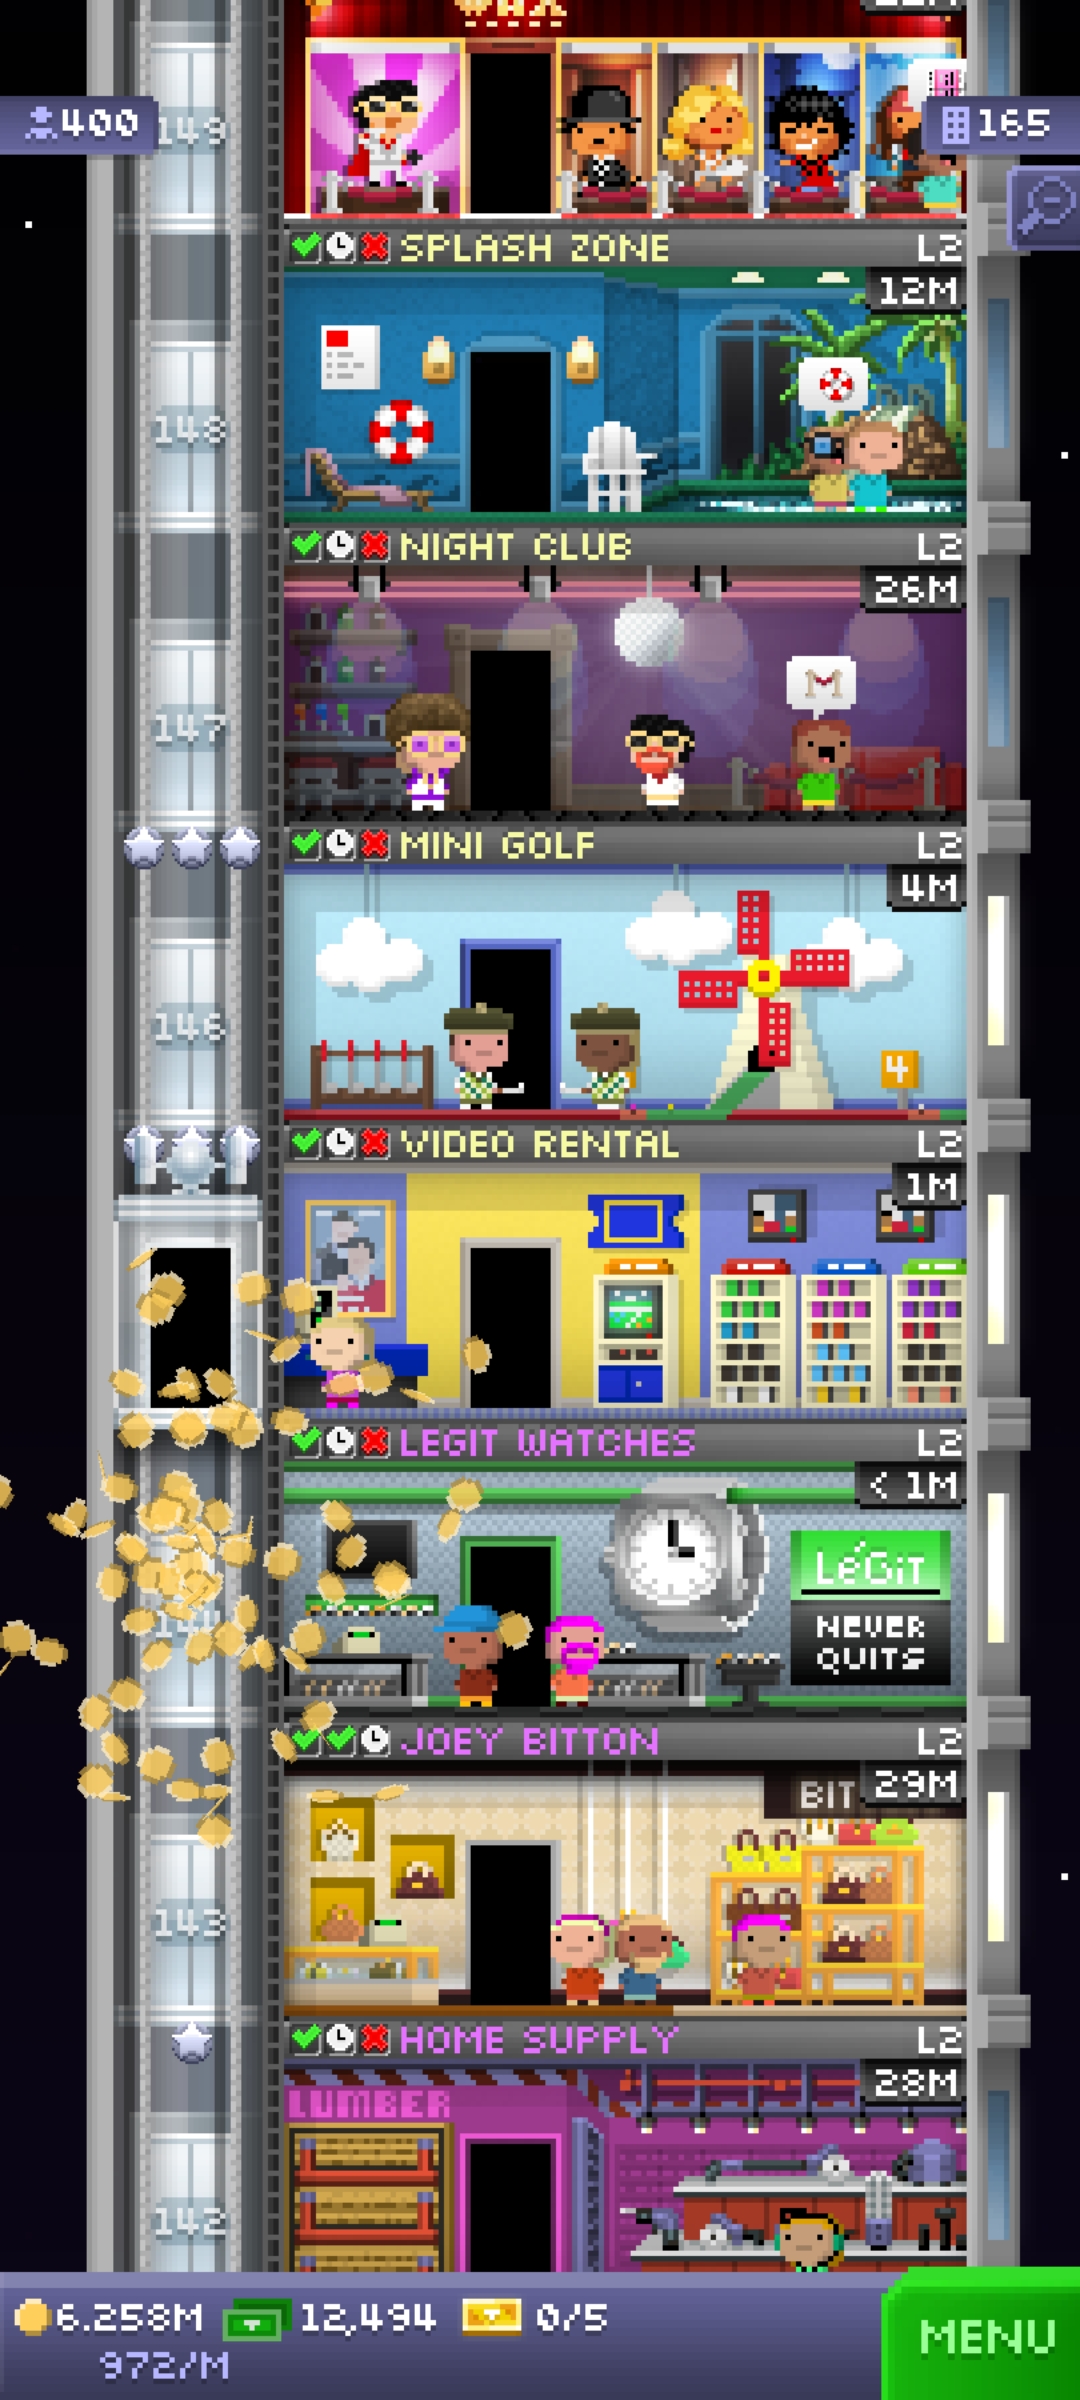 WAX
149
400
165
SPLASH ZONE L2
12M
148
NIGHT CLUB L2
26M
147
MINI GOLF L2
4M
146
4
VIDEO RENTAL L2
1M
LEGIT WATCHES L2
< 1M
LéGiT
NEVER
QUITS
JOEY BITTON L2
29M
BIT
143
HOME SUPPLY L2
28M
LUMBER
142
6.258M 12,494 0/5
972/M
MENU